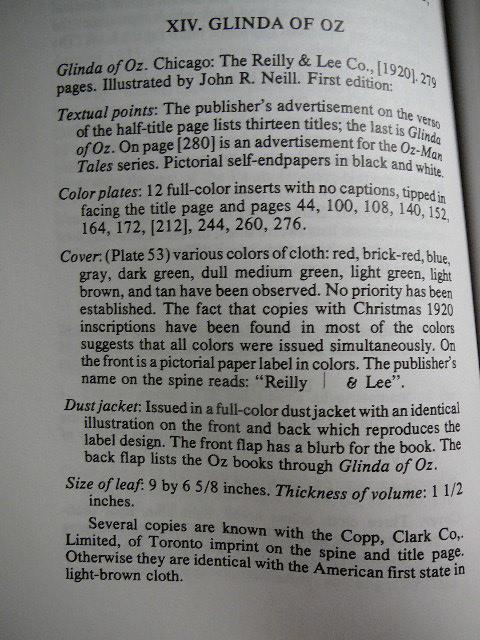 XIV. GLINDA OF OZ
Glinda of Oz. Chicago: The Reilly & Lee Co., [1920]. 279
pages. Illustrated by John R. Neill. First edition:
Textual points: The publisher's advertisement on the verso
of the half-title page lists thirteen titles; the last is Glinda
of Oz. On page [280] is an advertisement for the Oz-Man
Tales series. Pictorial self-endpapers in black and white.
Color plates: 12 full-color inserts with no captions, tipped in
facing the title page and pages 44, 100, 108, 140, 152,
164, 172, [212], 244, 260, 276.
Cover: (Plate 53) various colors of cloth: red, brick-red, blue,
gray, dark green, dull medium green, light green, light
brown, and tan have been observed. No priority has been
established. The fact that copies with Christmas 1920
inscriptions have been found in most of the colors
suggests that all colors were issued simultaneously. On
the front is a pictorial paper label in colors. The publisher's
name on the spine reads: "Reilly | & Lee".
Dust jacket: Issued in a full-color dust jacket with an identical
illustration on the front and back which reproduces the
label design. The front flap has a blurb for the book. The
back flap lists the Oz books through Glinda of Oz.
Size of leaf: 9 by 6 5/8 inches. Thickness of volume: 1 1/2
inches.
Several copies are known with the Copp, Clark Co,.
Limited, of Toronto imprint on the spine and title page.
Otherwise they are identical with the American first state in
light-brown cloth.